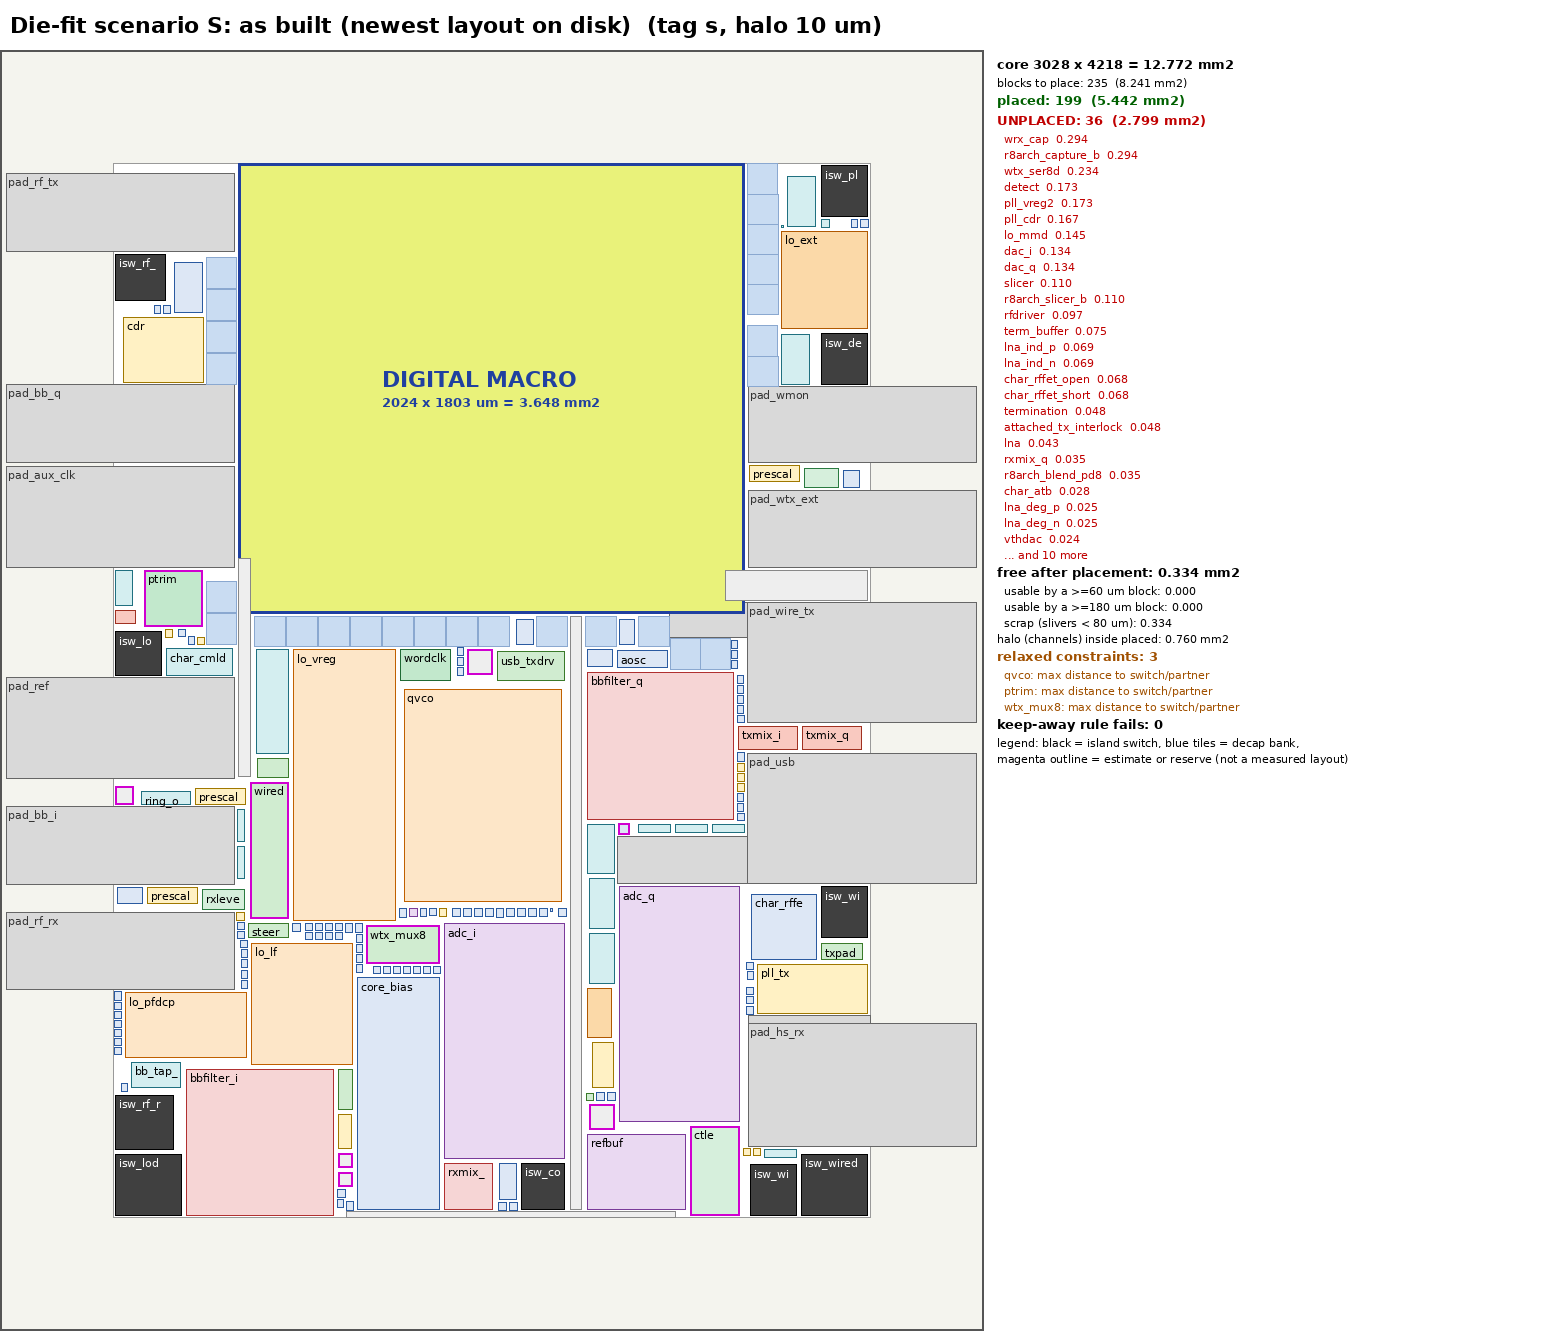 Die-fit scenario S: as built (newest layout on disk)  (tag s, halo 10 um)
core 3028 x 4218 = 12.772 mm2
blocks to place: 235  (8.241 mm2)
placed: 199  (5.442 mm2)
UNPLACED: 36  (2.799 mm2)
wrx_cap  0.294
r8arch_capture_b  0.294
wtx_ser8d  0.234
detect  0.173
pll_vreg2  0.173
pll_cdr  0.167
lo_mmd  0.145
dac_i  0.134
dac_q  0.134
slicer  0.110
r8arch_slicer_b  0.110
rfdriver  0.097
term_buffer  0.075
lna_ind_p  0.069
lna_ind_n  0.069
char_rffet_open  0.068
char_rffet_short  0.068
termination  0.048
attached_tx_interlock  0.048
lna  0.043
rxmix_q  0.035
r8arch_blend_pd8  0.035
char_atb  0.028
lna_deg_p  0.025
lna_deg_n  0.025
vthdac  0.024
... and 10 more
free after placement: 0.334 mm2
usable by a >=60 um block: 0.000
usable by a >=180 um block: 0.000
scrap (slivers < 80 um): 0.334
halo (channels) inside placed: 0.760 mm2
relaxed constraints: 3
qvco: max distance to switch/partner
ptrim: max distance to switch/partner
wtx_mux8: max distance to switch/partner
keep-away rule fails: 0
legend: black = island switch, blue tiles = decap bank,
magenta outline = estimate or reserve (not a measured layout)
pad_rf_tx
isw_pl
lo_ext
isw_rf_
cdr
isw_de
DIGITAL MACRO
2024 x 1803 um = 3.648 mm2
pad_bb_q
pad_wmon
pad_aux_clk
prescal
pad_wtx_ext
ptrim
isw_lo
char_cmld
pad_wire_tx
lo_vreg
wordclk
usb_txdrv
aosc
bbfilter_q
pad_ref
qvco
txmix_i
txmix_q
pad_usb
wired
ring_o
prescal
pad_bb_i
prescal
rxleve
adc_q
char_rffe
isw_wi
pad_rf_rx
steer
wtx_mux8
adc_i
txpad
lo_lf
pll_tx
core_bias
lo_pfdcp
pad_hs_rx
bb_tap_
bbfilter_i
isw_rf_r
refbuf
ctle
isw_lod
rxmix_
isw_co
isw_wi
isw_wired